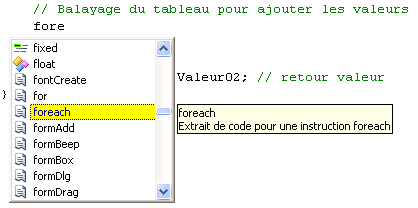 // Balayage du tableau pour ajouter les valeurs
fore
fixed
float
fontCreate
Valeur02; // retour valeur
for
}
foreach
foreach
Extrait de code pour une instruction foreach
formAdd
formBeep
formBox
formDlg
formDrag